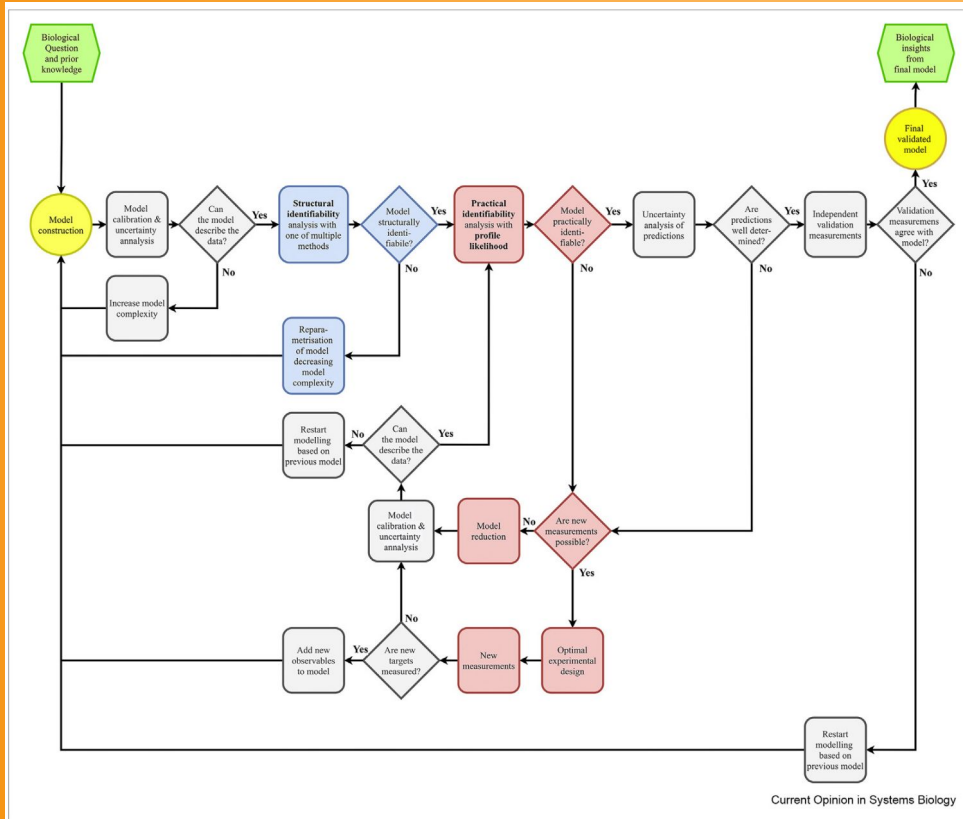 Biological
Question
and prior
knowledge
Biological
insights
from
final model
Final
validated
model
Model
construction
Model
calibration &
uncertainty
analysis
Can
the model
describe the
data?
Yes
No
Structural
identifiability
analysis with
one of multiple
methods
Model
structurally
identi-
fiabile?
Yes
No
Practical
identifiability
analysis with
profile
likelihood
Model
practically
identi-
fiable?
Yes
No
Uncertainty
analysis of
predictions
Are
predictions
well deter-
mined?
Yes
No
Independent
validation
measurements
Validation
measuremens
agree with
model?
Yes
No
Increase model
complexity
Repara-
metrisation
of model
decreasing
model
complexity
Restart
modelling
based on
previous model
No
Can
the model
describe the
data?
Yes
Model
calibration &
uncertainty
annalysis
Model
reduction
No
Are new
measurements
possible?
Yes
Add new
observables
to model
Yes
Are new
targets
measured?
No
New
measurements
Optimal
experimental
design
Restart
modelling
based on
previous model
Current Opinion in Systems Biology